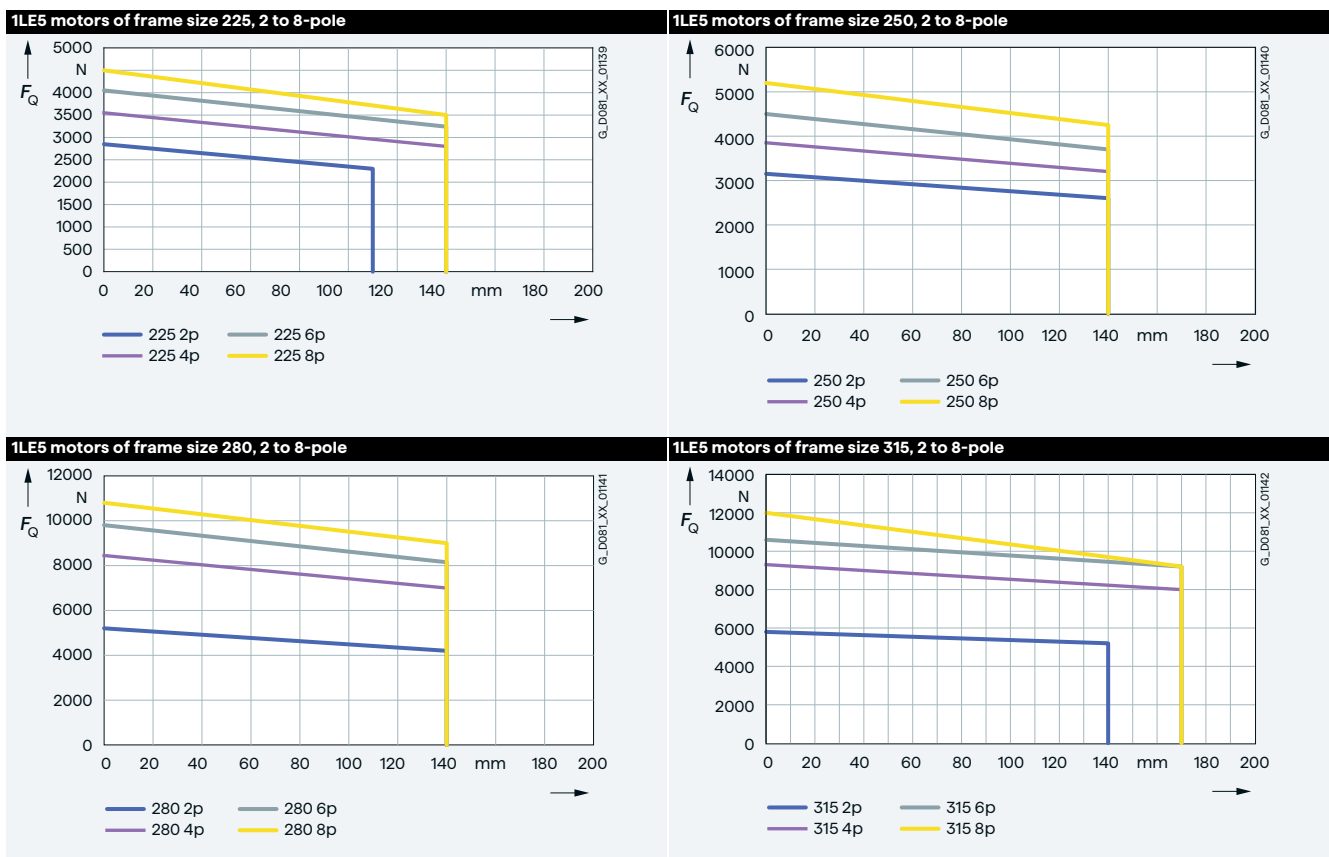 1LE5 motors of frame size 225, 2 to 8-pole
5000
N
F_Q
4000
3500
3000
2500
2000
1500
1000
500
0
0 20 40 60 80 100 120 140 mm 180 200
G_D081_XX_01139
225 2p 225 6p
225 4p 225 8p
1LE5 motors of frame size 250, 2 to 8-pole
6000
N
5000
F_Q
4000
3000
2000
1000
0
0 20 40 60 80 100 120 140 mm 180 200
G_D081_XX_01140
250 2p 250 6p
250 4p 250 8p
1LE5 motors of frame size 280, 2 to 8-pole
12000
N
10000
F_Q
8000
6000
4000
2000
0
0 20 40 60 80 100 120 140 mm 180 200
G_D081_XX_01141
280 2p 280 6p
280 4p 280 8p
1LE5 motors of frame size 315, 2 to 8-pole
14000
N
12000
F_Q
10000
8000
6000
4000
2000
0
0 20 40 60 80 100 120 140 mm 180 200
G_D081_XX_01142
315 2p 315 6p
315 4p 315 8p